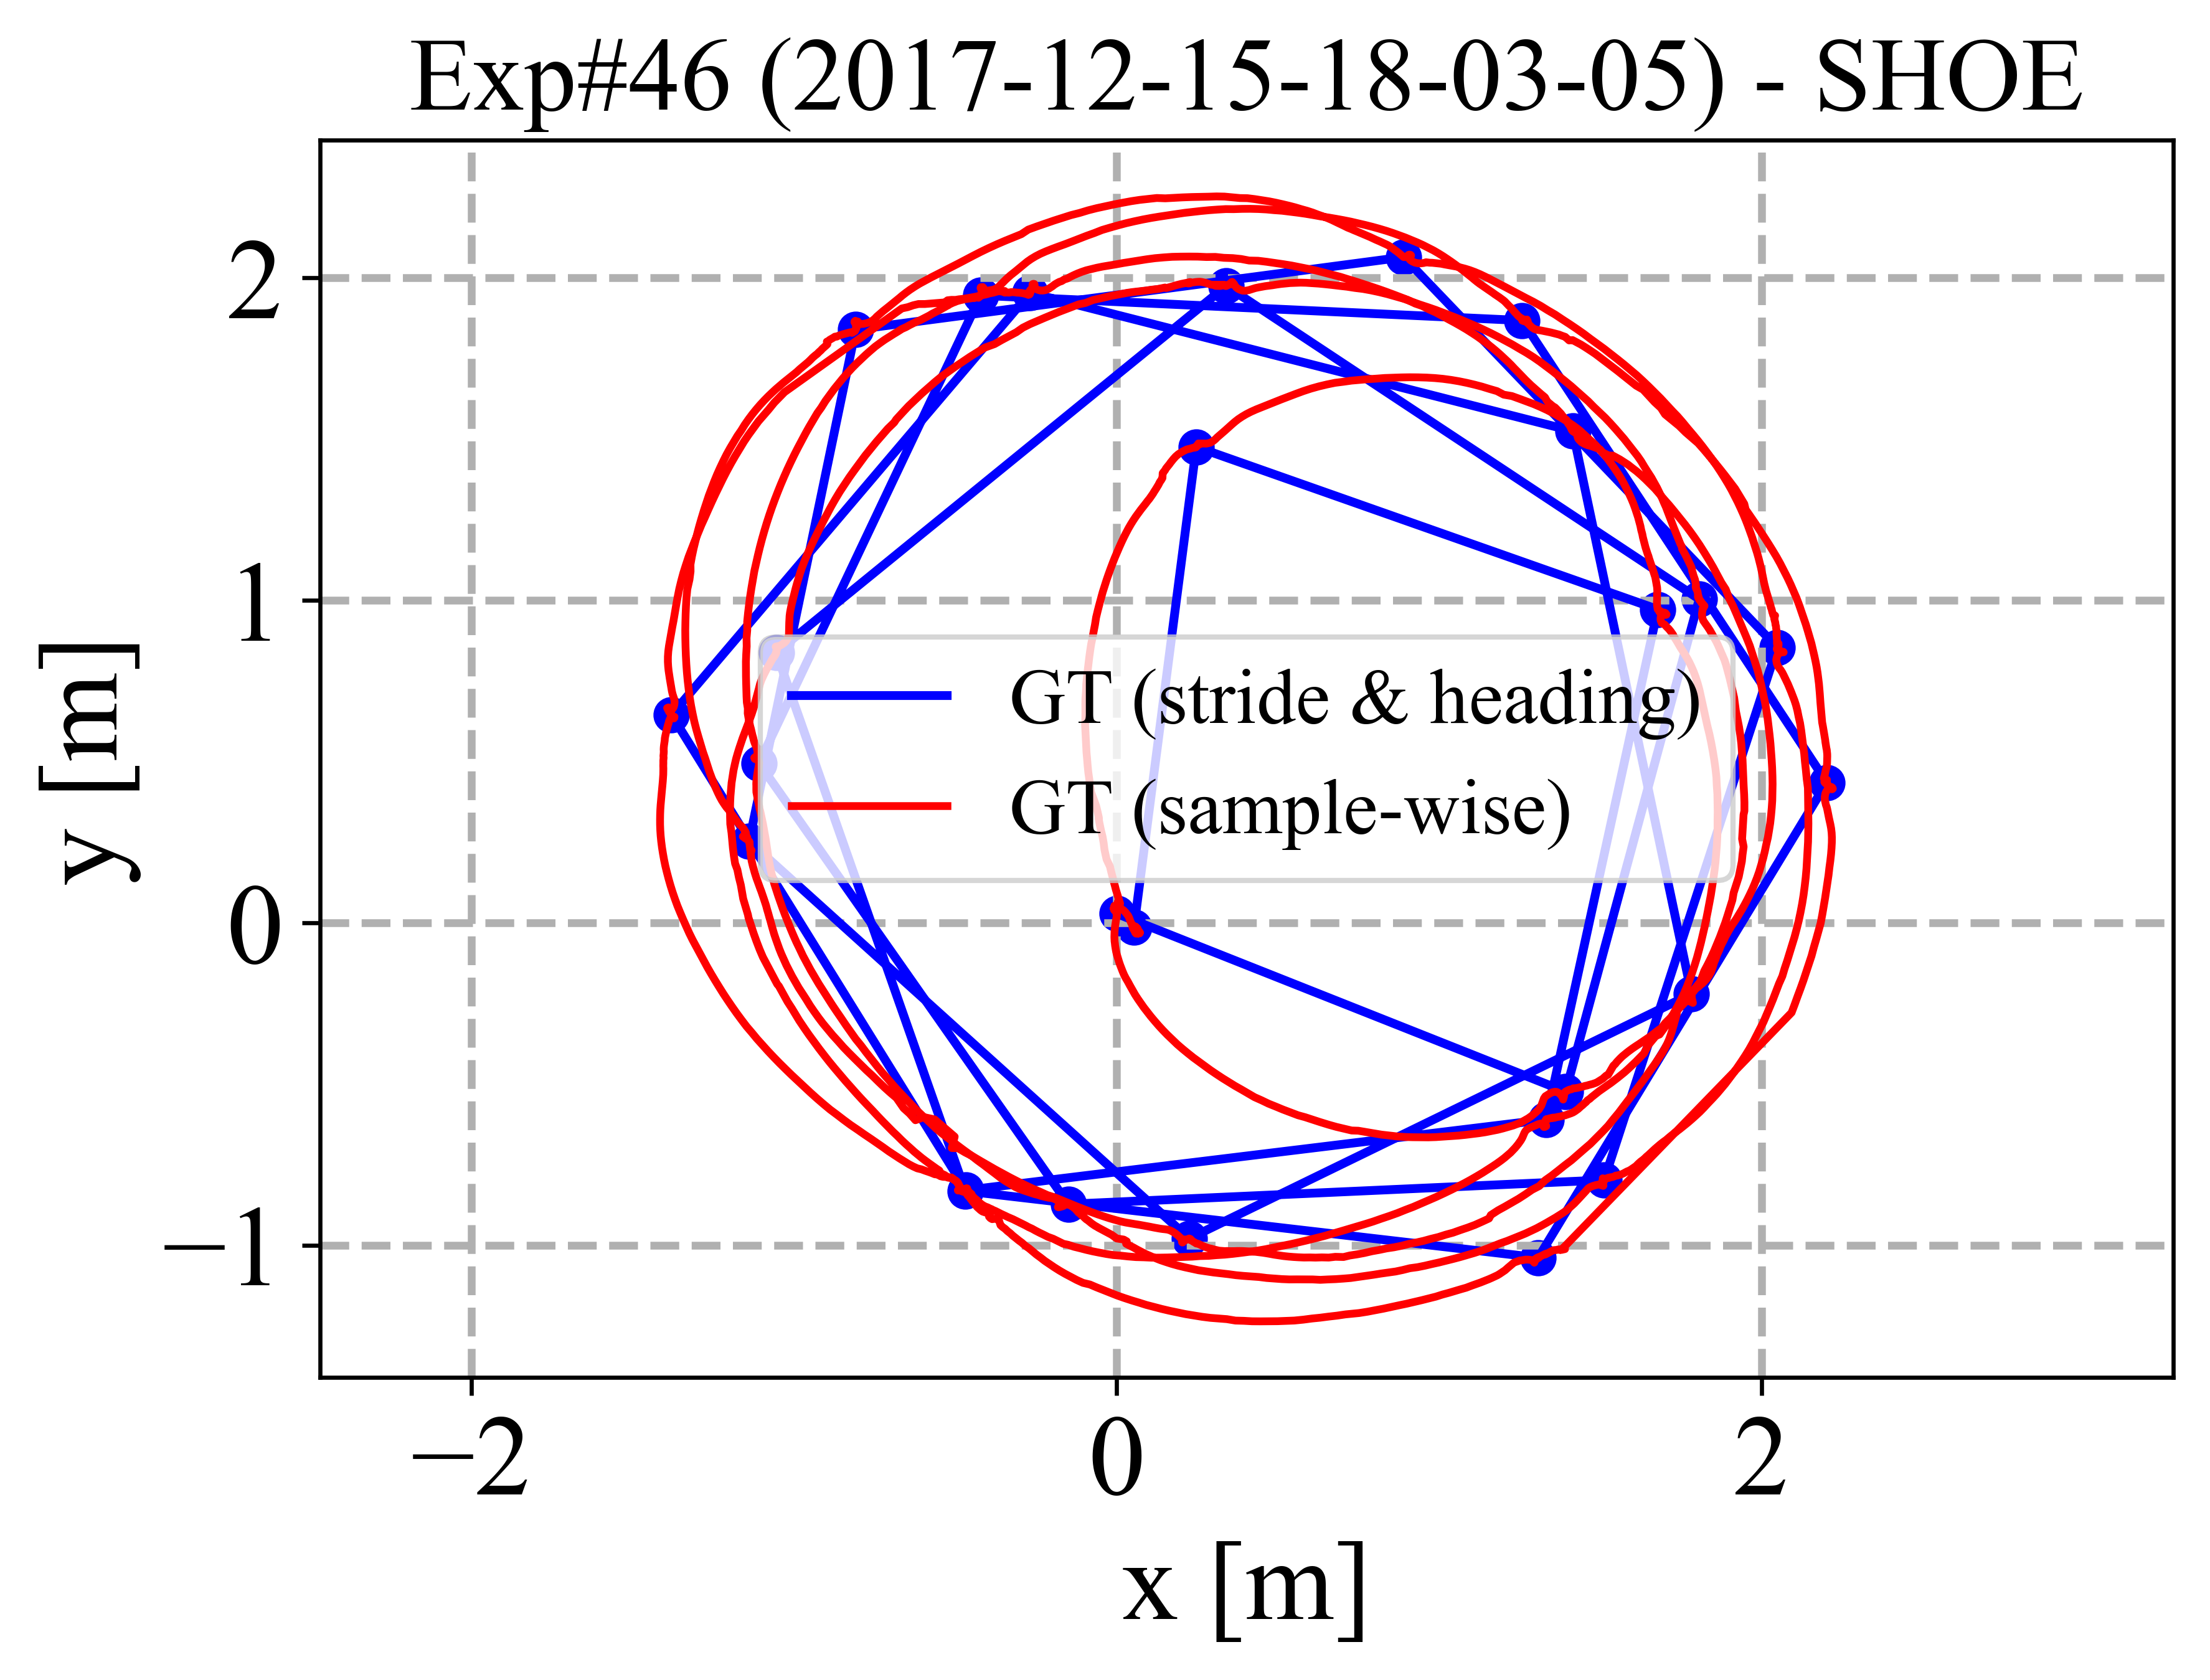 Exp#46 (2017-12-15-18-03-05) - SHOE
y [m]
2
1
0
−1
GT (stride & heading)
GT (sample-wise)
−2
0
2
x [m]